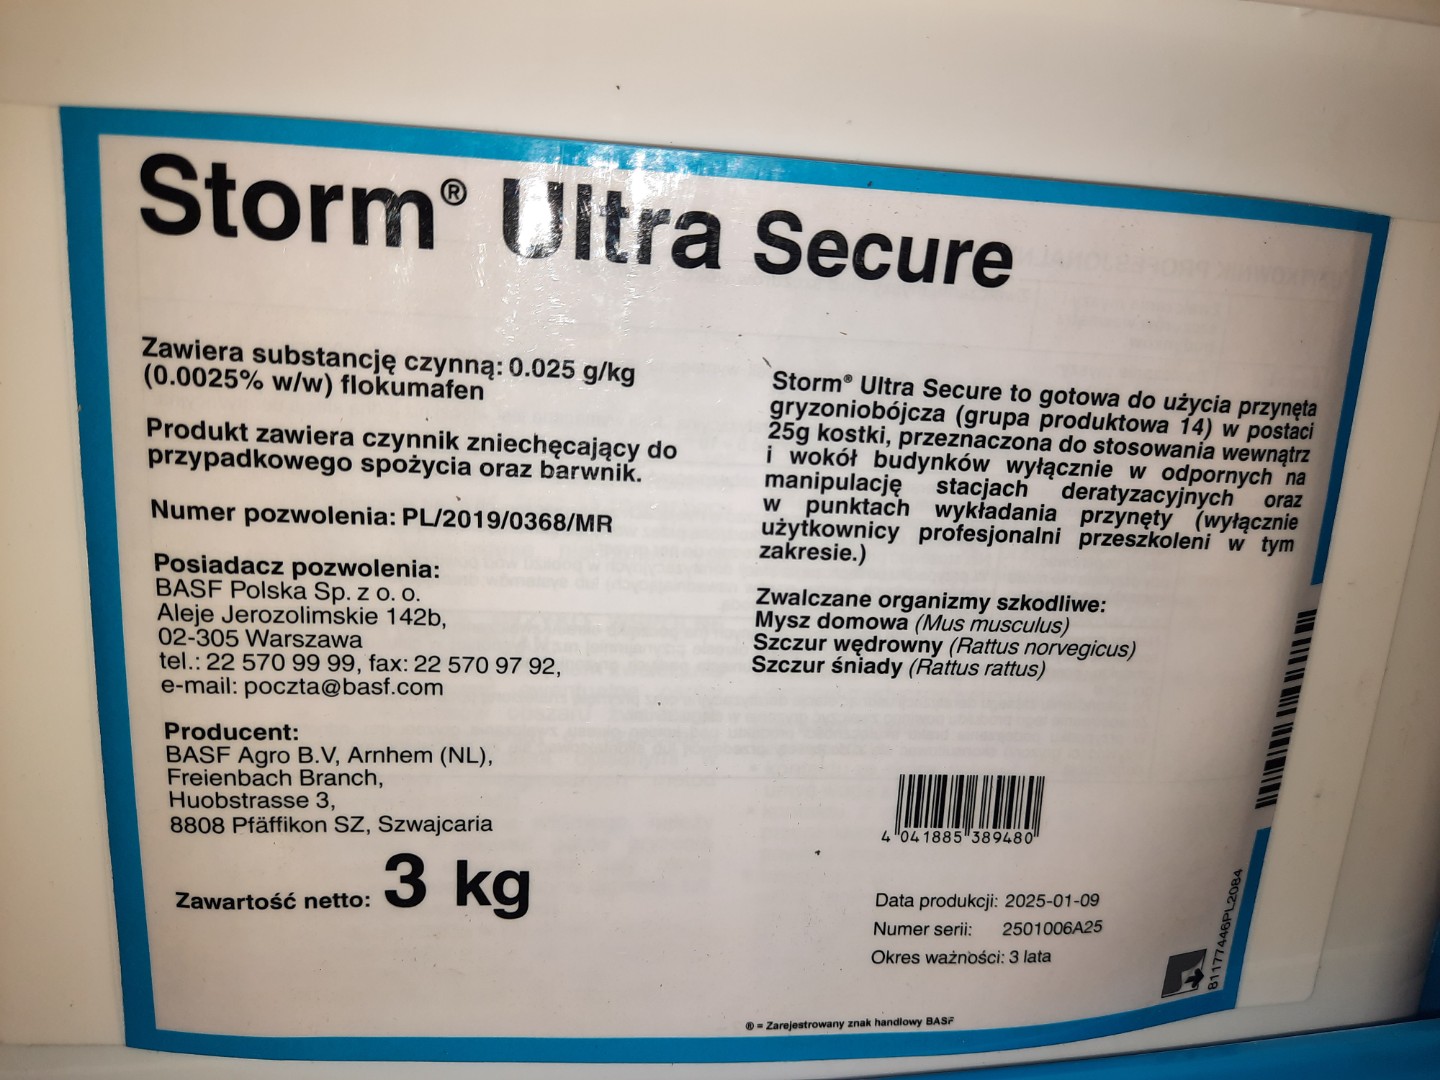 Storm® Ultra Secure
Zawiera substancję czynną: 0.025 g/kg
(0.0025% w/w) flokumafen
Produkt zawiera czynnik zniechęcający do
przypadkowego spożycia oraz barwnik.
Numer pozwolenia: PL/2019/0368/MR
Posiadacz pozwolenia:
BASF Polska Sp. z o. o.
Aleje Jerozolimskie 142b,
02-305 Warszawa
tel.: 22 570 99 99, fax: 22 570 97 92,
e-mail: poczta@basf.com
Producent:
BASF Agro B.V, Arnhem (NL),
Freienbach Branch,
Huobstrasse 3,
8808 Pfäffikon SZ, Szwajcaria
Zawartość netto: 3 kg
Storm® Ultra Secure to gotowa do użycia przynęta
gryzoniobójcza (grupa produktowa 14) w postaci
25g kostki, przeznaczona do stosowania wewnątrz
i wokół budynków wyłącznie w odpornych na
manipulację stacjach deratyzacyjnych oraz
w punktach wykładania przynęty (wyłącznie
użytkownicy profesjonalni przeszkoleni w tym
zakresie.)
Zwalczane organizmy szkodliwe:
Mysz domowa (Mus musculus)
Szczur wędrowny (Rattus norvegicus)
Szczur śniady (Rattus rattus)
4 041885 389480
Data produkcji: 2025-01-09
Numer serii: 2501006A25
Okres ważności: 3 lata
81177446PL2084
® = Zarejestrowany znak handlowy BASF